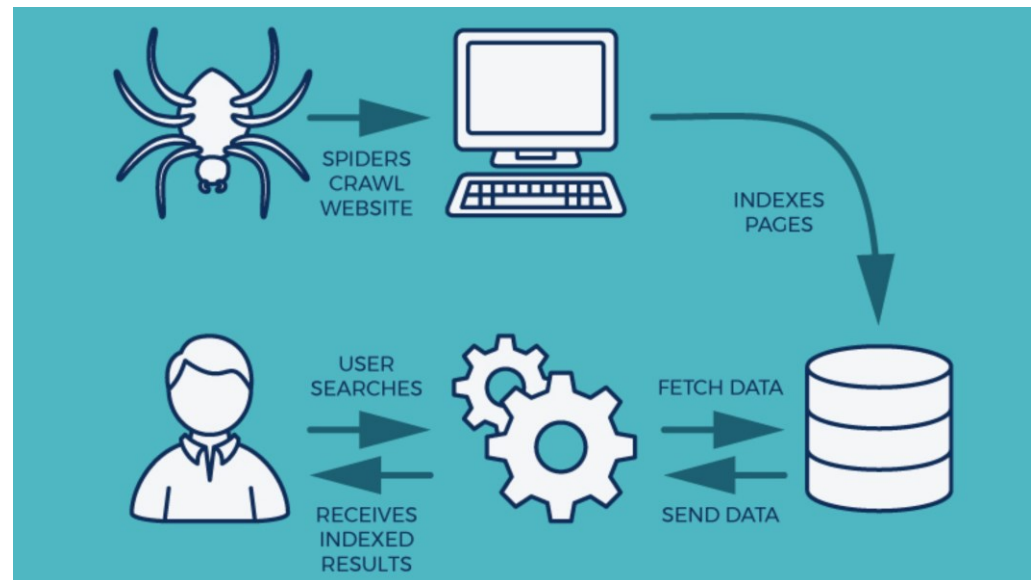 SPIDERS
CRAWL
WEBSITE
INDEXES
PAGES
USER
SEARCHES
FETCH DATA
RECEIVES
INDEXED
RESULTS
SEND DATA